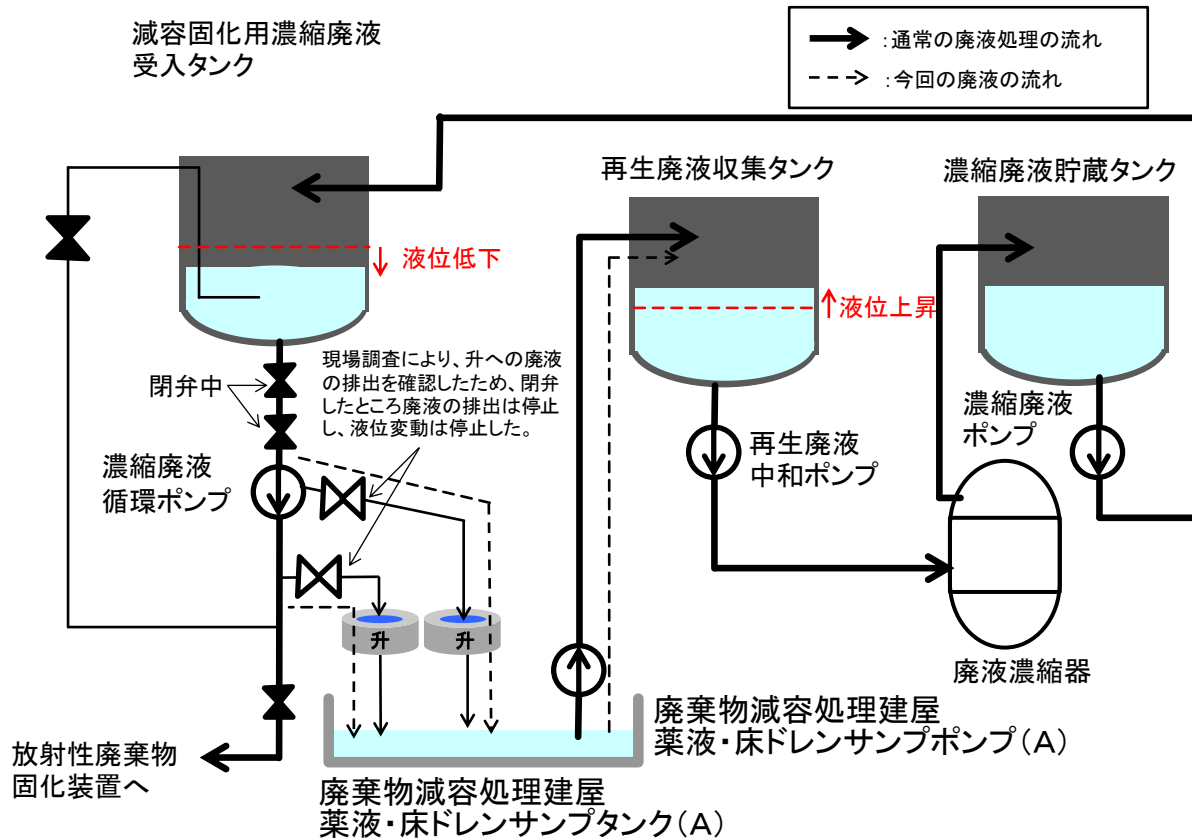 減容固化用濃縮廃液
受入タンク
:通常の廃液処理の流れ
:今回の廃液の流れ
再生廃液収集タンク
濃縮廃液貯蔵タンク
液位低下
液位上昇
現場調査により、升への廃液
の排出を確認したため、閉弁
したところ廃液の排出は停止
し、液位変動は停止した。
閉弁中
濃縮廃液
循環ポンプ
再生廃液
中和ポンプ
濃縮廃液
ポンプ
升
升
廃液濃縮器
廃棄物減容処理建屋
薬液・床ドレンサンプポンプ(A)
放射性廃棄物
固化装置へ
廃棄物減容処理建屋
薬液・床ドレンサンプタンク(A)